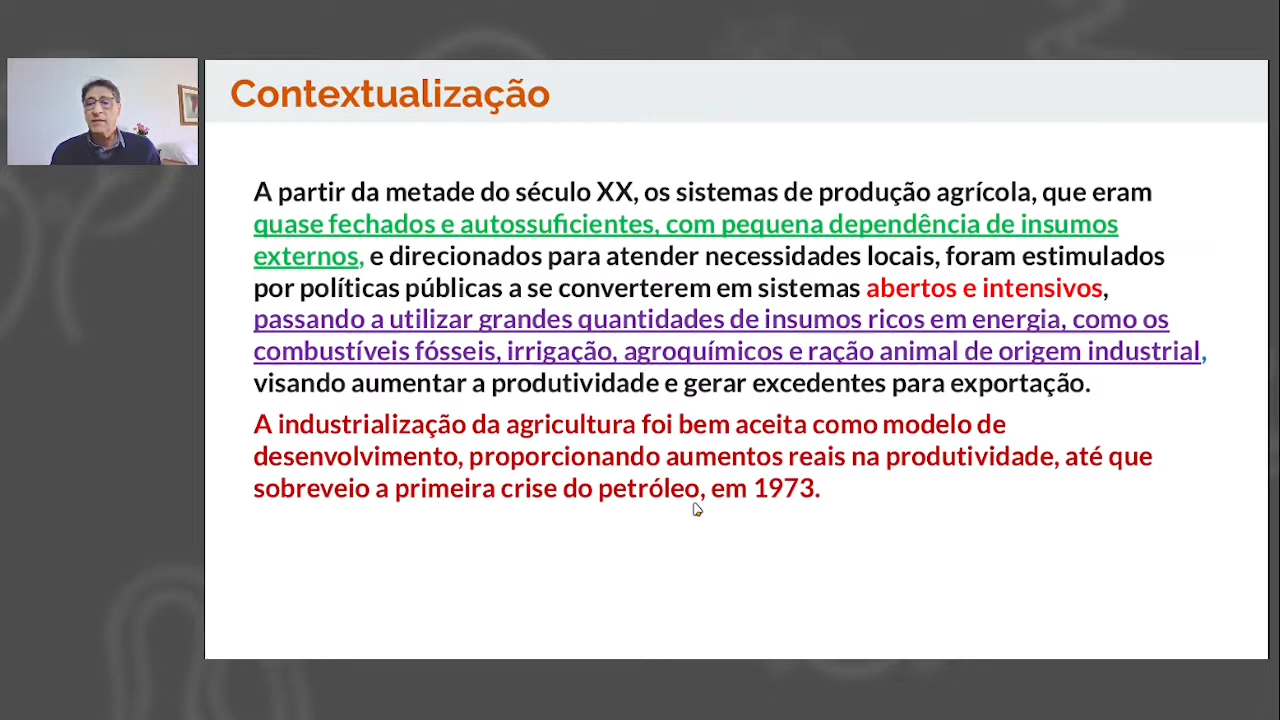 Contextualização
A partir da metade do século XX, os sistemas de produção agrícola, que eram
quase fechados e autossuficientes, com pequena dependência de insumos
externos, e direcionados para atender necessidades locais, foram estimulados
por políticas públicas a se converterem em sistemas abertos e intensivos,
passando a utilizar grandes quantidades de insumos ricos em energia, como os
combustíveis fósseis, irrigação, agroquímicos e ração animal de origem industrial,
visando aumentar a produtividade e gerar excedentes para exportação.
A industrialização da agricultura foi bem aceita como modelo de
desenvolvimento, proporcionando aumentos reais na produtividade, até que
sobreveio a primeira crise do petróleo, em 1973.